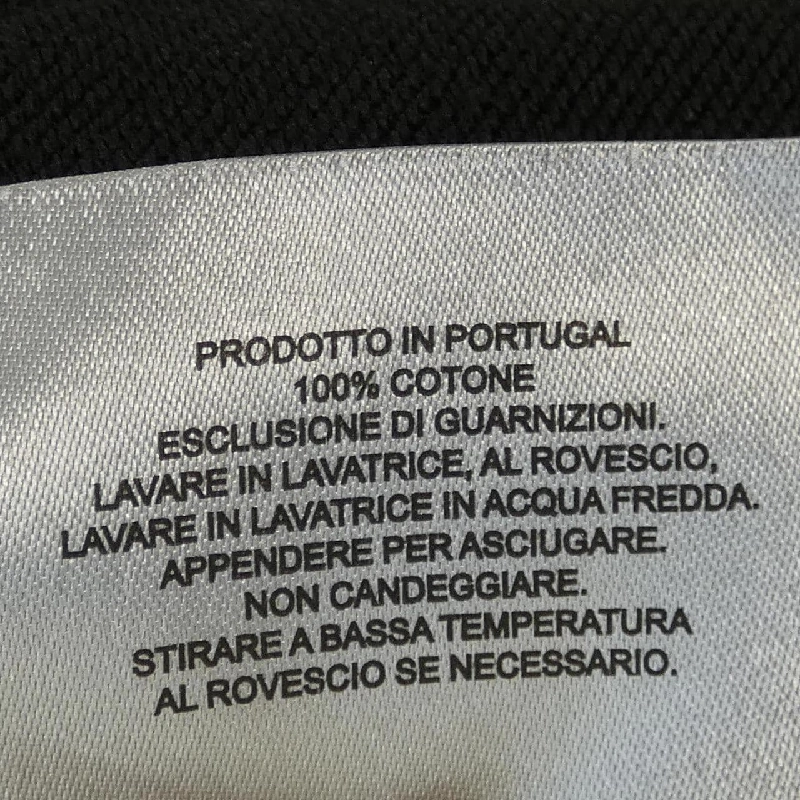 PRODOTTO IN PORTUGAL
100% COTONE
ESCLUSIONE DI GUARNIZIONI.
LAVARE IN LAVATRICE, AL ROVESCIO,
LAVARE IN LAVATRICE IN ACQUA FREDDA.
APPENDERE PER ASCIUGARE.
NON CANDEGGIARE.
STIRARE A BASSA TEMPERATURA
AL ROVESCIO SE NECESSARIO.